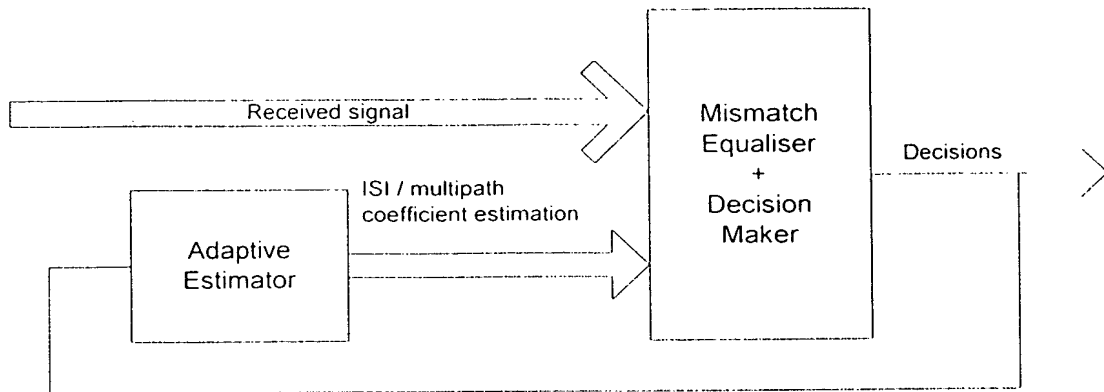 Received signal
ISI / multipath
coefficient estimation
Adaptive
Estimator
Mismatch
Equaliser
+
Decision
Maker
Decisions